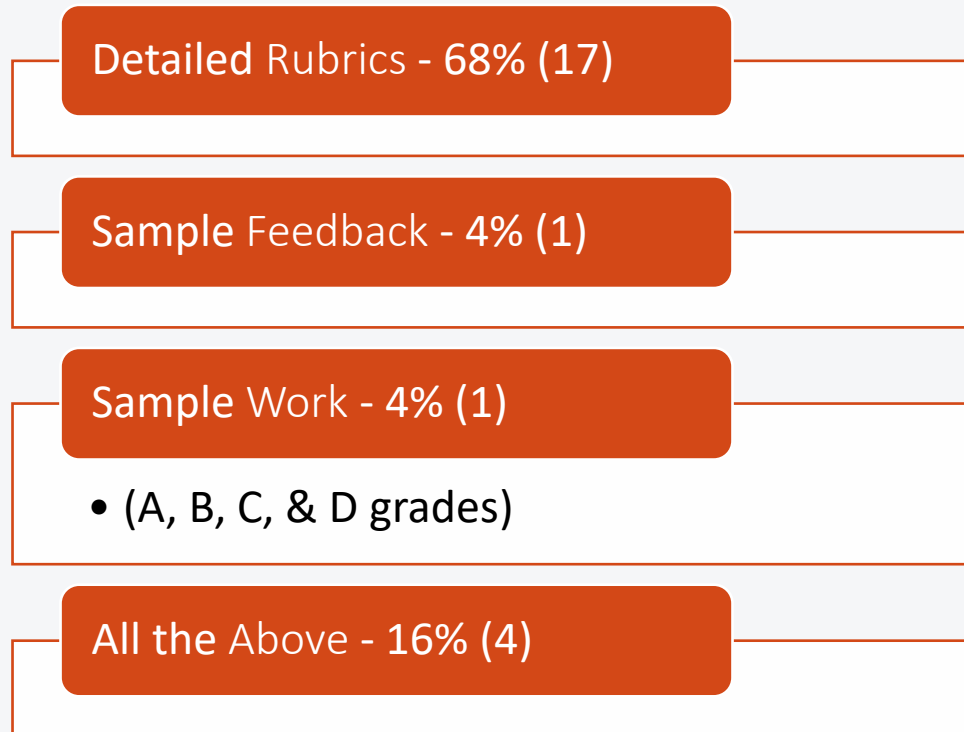 Detailed Rubrics - 68% (17)
Sample Feedback - 4% (1)
Sample Work - 4% (1)
• (A, B, C, & D grades)
All the Above - 16% (4)